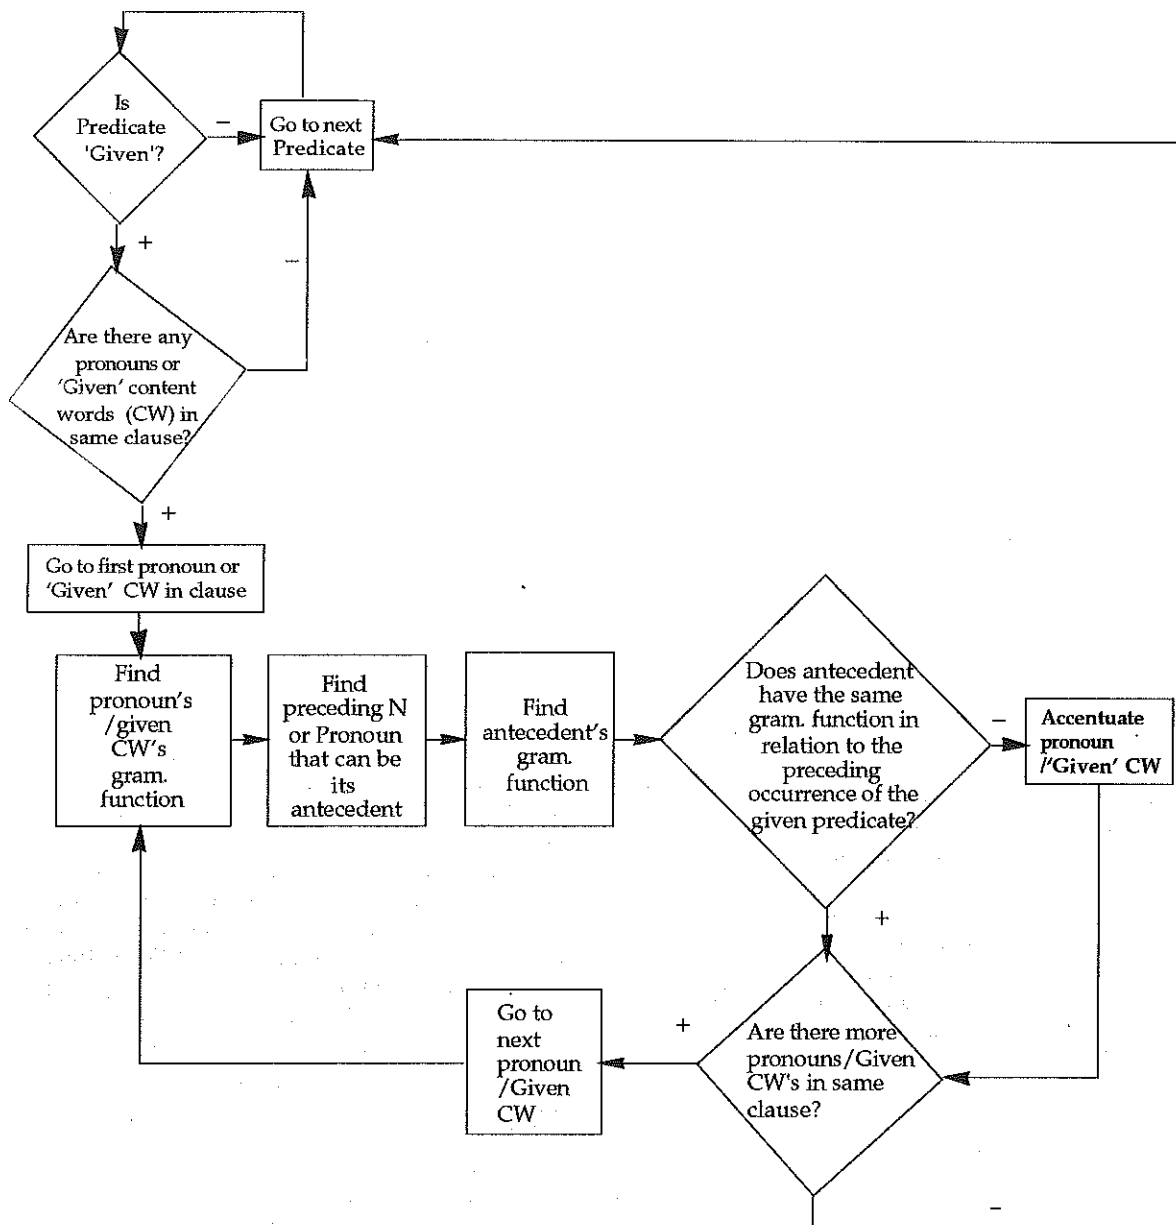 Is
Predicate
'Given'?
−
Go to next
Predicate
+
−
Are there any
pronouns or
'Given' content
words (CW) in
same clause?
+
Go to first pronoun or
'Given' CW in clause
Find
pronoun's
/given
CW's
gram.
function
Find
preceding N
or Pronoun
that can be
its
antecedent
Find
antecedent's
gram.
function
Does antecedent
have the same
gram. function in
relation to the
preceding
occurrence of the
given predicate?
−
Accentuate
pronoun
/'Given' CW
+
Are there more
pronouns/Given
CW's in same
clause?
+
Go to
next
pronoun
/Given
CW
−